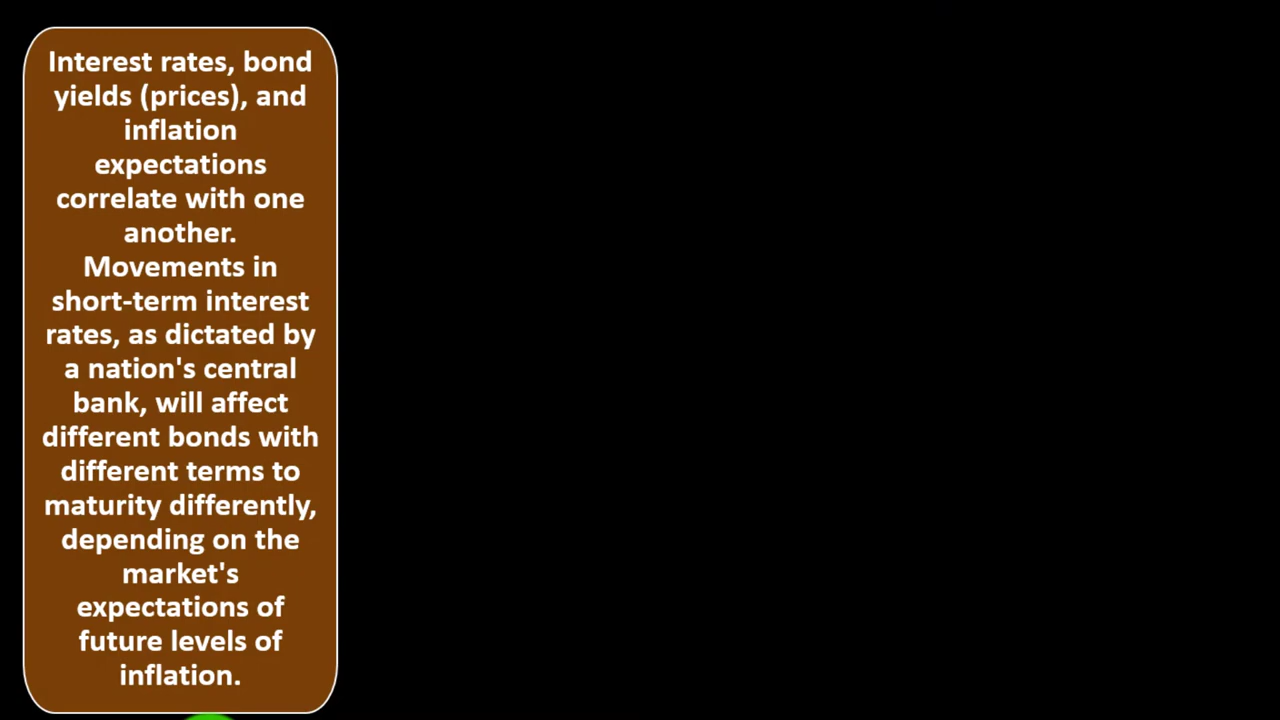 Interest rates, bond
yields (prices), and
inflation
expectations
correlate with one
another.
Movements in
short-term interest
rates, as dictated by
a nation's central
bank, will affect
different bonds with
different terms to
maturity differently,
depending on the
market's
expectations of
future levels of
inflation.